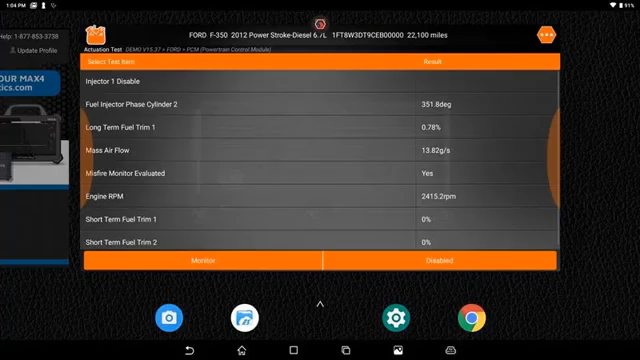 1:04 PM
91%
Help: 1-877-853-3738
Update Profile
FORD F-350 2012 Power Stroke-Diesel 6.7L 1FT8W3DT9CEB00000 22,100 miles
Actuation Test DEMO V15.37 > FORD > PCM (Powertrain Control Module)
Select Test Item: Result
Injector 1 Disable
Fuel Injector Phase Cylinder 2 351.8deg
Long Term Fuel Trim 1 0.78%
Mass Air Flow 13.82g/s
Misfire Monitor Evaluated Yes
Engine RPM 2415.2rpm
Short Term Fuel Trim 1 0%
Short Term Fuel Trim 2 0%
Monitor Disabled
OUR MAX4
tics.com